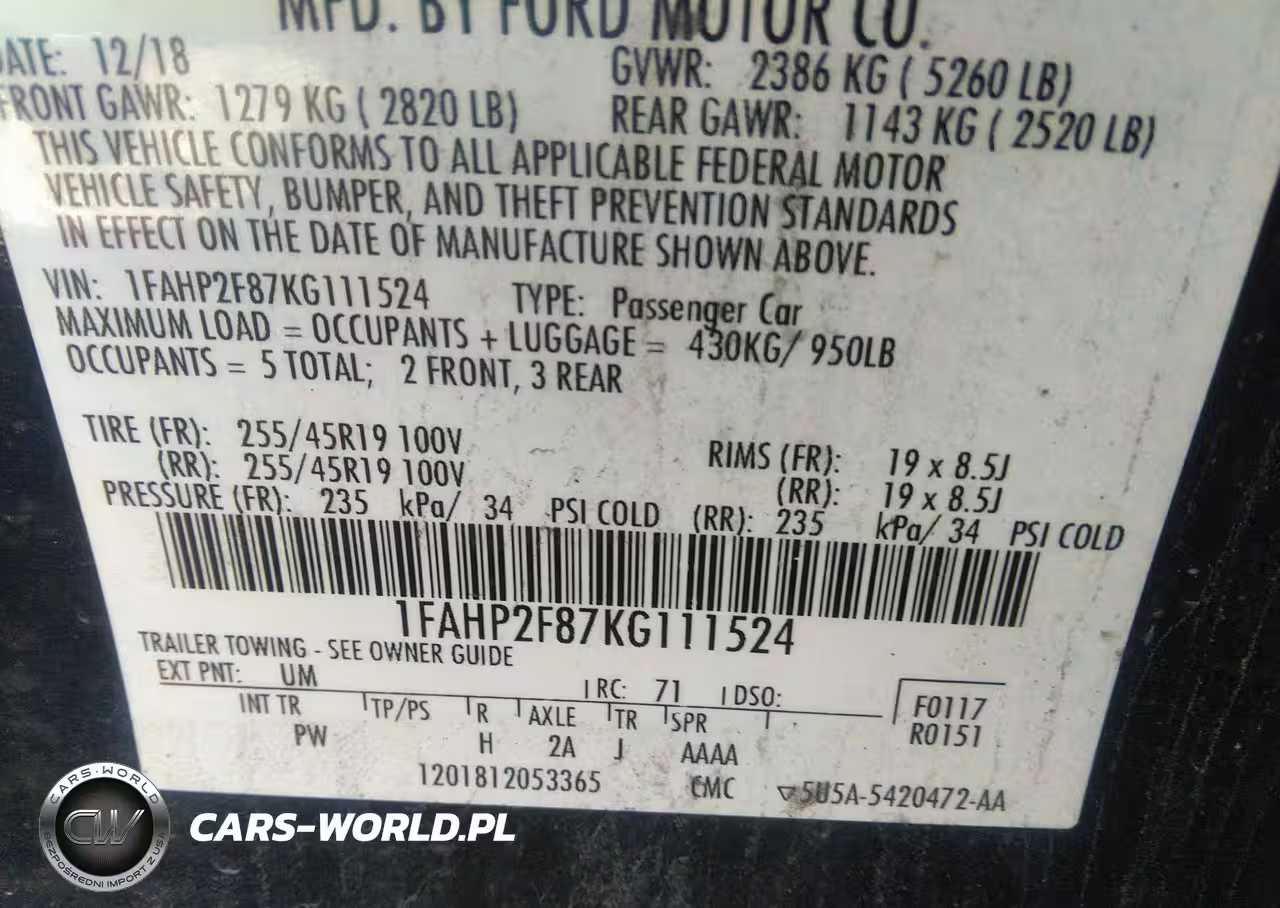 MFD. BY FORD MOTOR CO.
DATE: 12/18 GVWR: 2386 KG ( 5260 LB)
FRONT GAWR: 1279 KG ( 2820 LB) REAR GAWR: 1143 KG ( 2520 LB)
THIS VEHICLE CONFORMS TO ALL APPLICABLE FEDERAL MOTOR
VEHICLE SAFETY, BUMPER, AND THEFT PREVENTION STANDARDS
IN EFFECT ON THE DATE OF MANUFACTURE SHOWN ABOVE.
VIN: 1FAHP2F87KG111524 TYPE: Passenger Car
MAXIMUM LOAD = OCCUPANTS + LUGGAGE = 430KG/ 950LB
OCCUPANTS = 5 TOTAL; 2 FRONT, 3 REAR
TIRE (FR): 255/45R19 100V RIMS (FR): 19 x 8.5J
(RR): 255/45R19 100V (RR): 19 x 8.5J
PRESSURE (FR): 235 kPa/ 34 PSI COLD (RR): 235 kPa/ 34 PSI COLD
1FAHP2F87KG111524
TRAILER TOWING - SEE OWNER GUIDE
EXT PNT: UM RC: 71 DSO: F0117
INT TR TP/PS R AXLE TR SPR R0151
PW H 2A J AAAA
1201812053365 CMC ▽5U5A-5420472-AA
CARS-WORLD
CW
BEZPOŚREDNI IMPORT Z USA
CARS-WORLD.PL